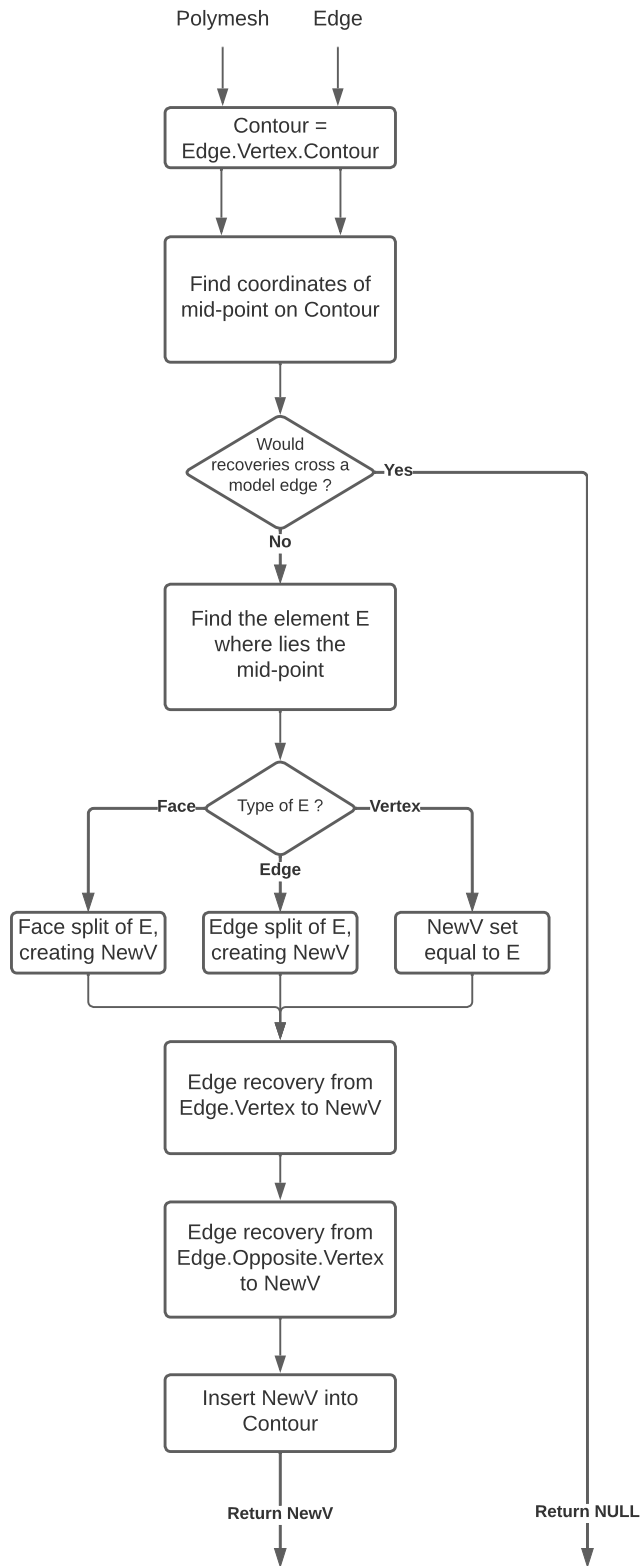 Polymesh
Edge
Contour =
Edge.Vertex.Contour
Find coordinates of
mid-point on Contour
Would
recoveries cross a
model edge ?
Yes
No
Find the element E
where lies the
mid-point
Type of E ?
Face
Vertex
Edge
Face split of E,
creating NewV
Edge split of E,
creating NewV
NewV set
equal to E
Edge recovery from
Edge.Vertex to NewV
Edge recovery from
Edge.Opposite.Vertex
to NewV
Insert NewV into
Contour
Return NewV
Return NULL